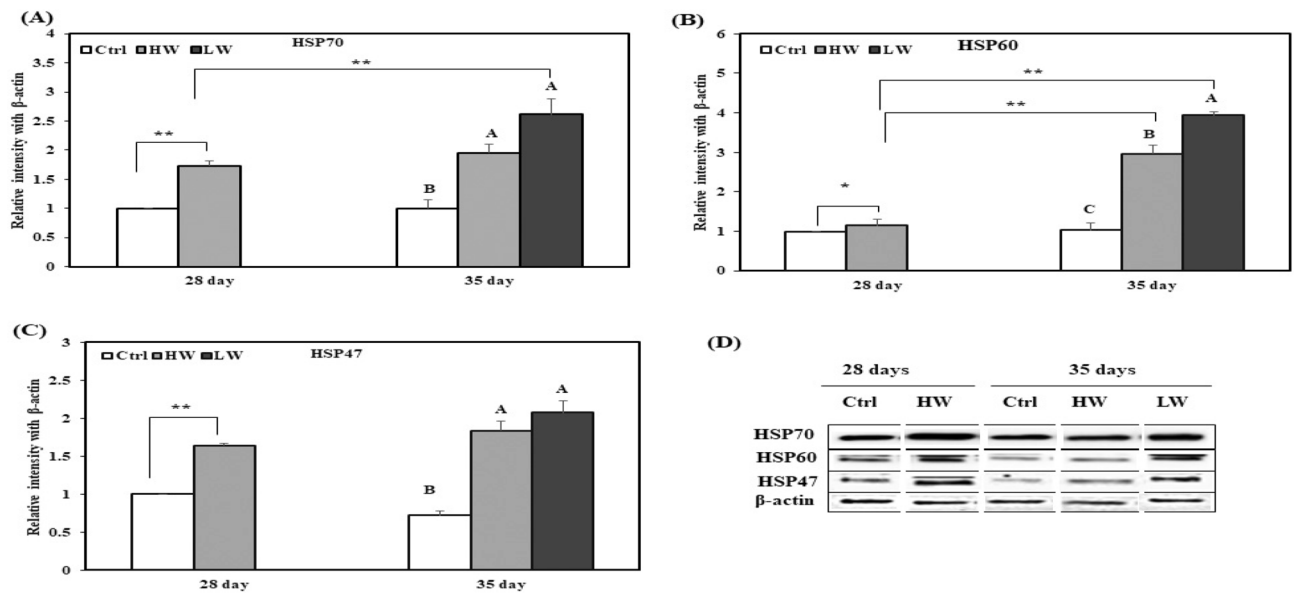 (A)
HSP70
Ctrl HW LW
Relative intensity with β-actin
4
3.5
3
2.5
2
1.5
1
0.5
0
**
**
B
A
A
28 day
35 day
(B)
HSP60
Ctrl HW LW
Relative intensity with β-actin
6
5
4
3
2
1
0
*
**
**
C
B
A
28 day
35 day
(C)
HSP47
Ctrl HW LW
Relative intensity with β-actin
3
2.5
2
1.5
1
0.5
0
**
B
A
A
28 day
35 day
(D)
28 days 35 days
Ctrl HW Ctrl HW LW
HSP70
HSP60
HSP47
β-actin